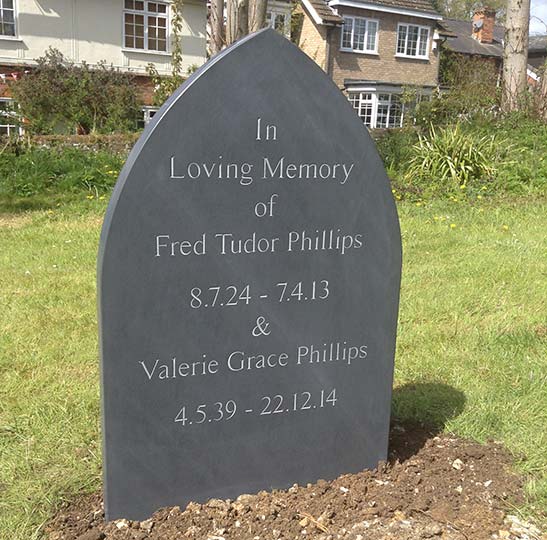 In
Loving Memory
of
Fred Tudor Phillips
8.7.24 - 7.4.13
&
Valerie Grace Phillips
4.5.39 - 22.12.14